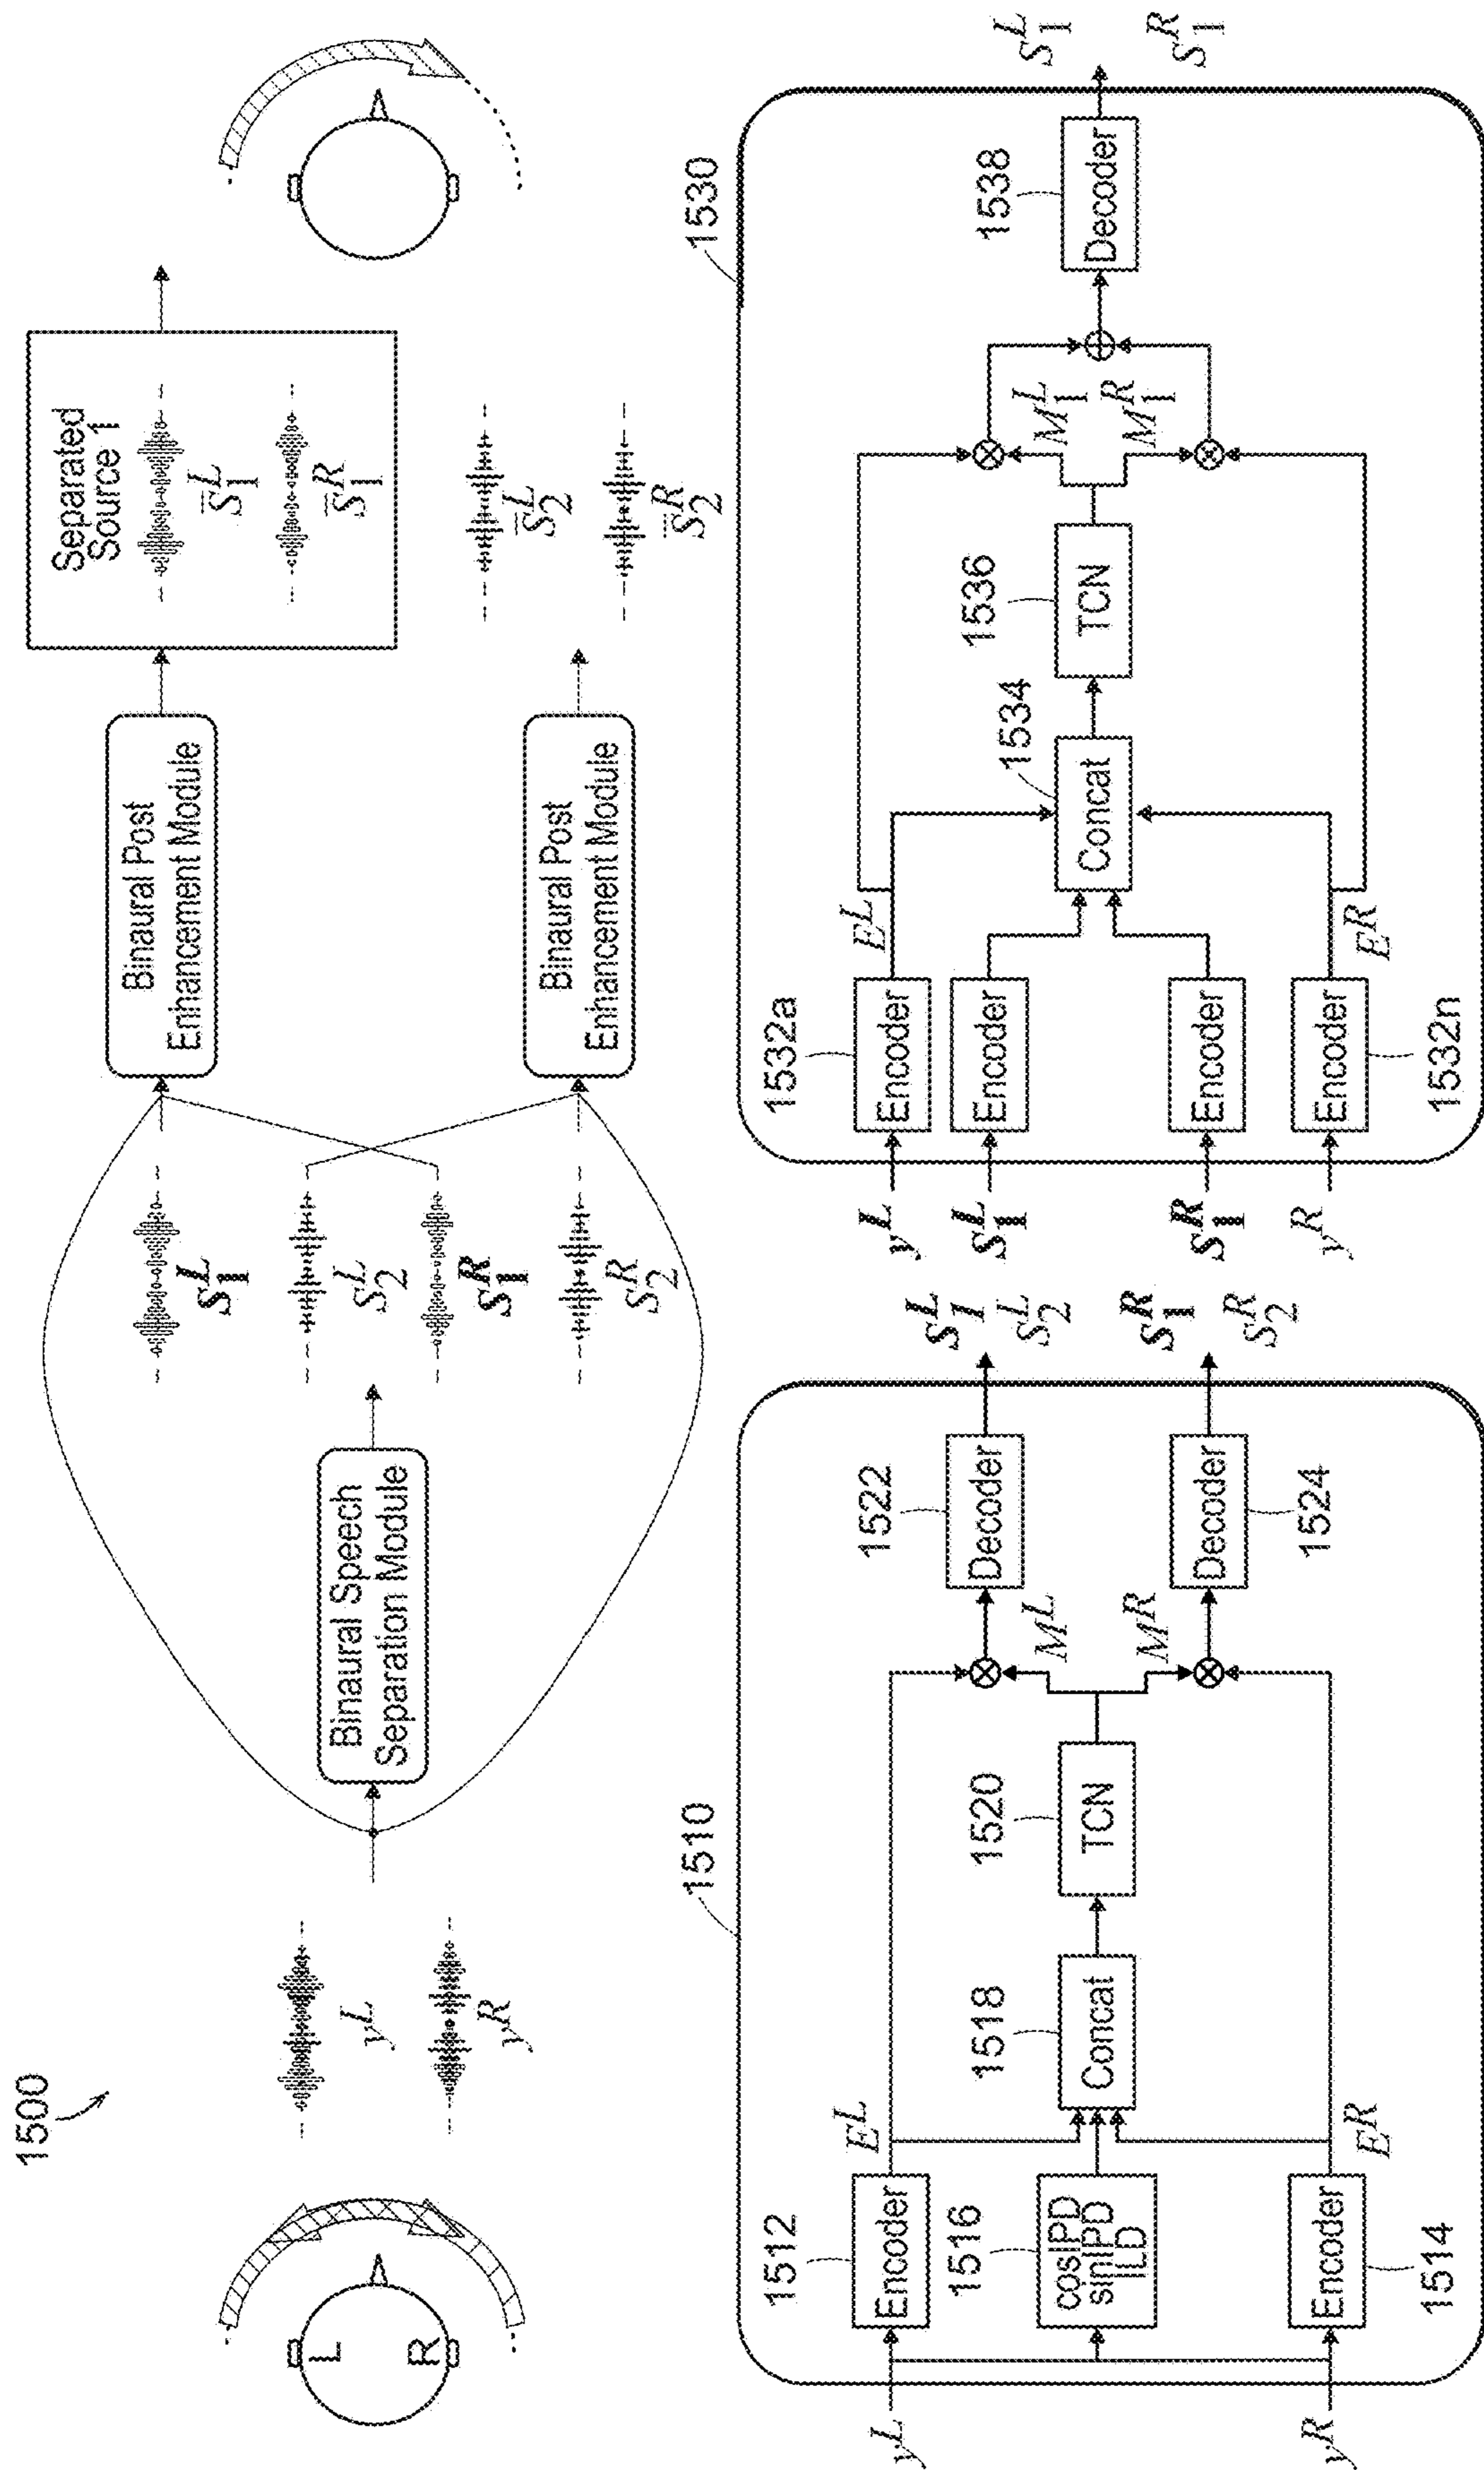 1500
L
R
y^L
y^R
Binaural Speech
Separation Module
s_1^L
s_2^L
s_1^R
s_2^R
Binaural Post
Enhancement Module
Binaural Post
Enhancement Module
Separated
Source 1
s̄_1^L
s̄_1^R
s̄_2^L
s̄_2^R
1510
y^L
y^R
1512
Encoder
E^L
1516
cosIPD
sinIPD
ILD
Encoder
1514
E^R
1518
Concat
1520
TCN
M^L
M^R
1522
Decoder
Decoder
1524
s_1^L
s_2^L
s_1^R
s_2^R
1530
y^L
s_1^L
s_1^R
y^R
1532a
Encoder
Encoder
Encoder
Encoder
1532n
E^L
E^R
1534
Concat
1536
TCN
M_1^L
M_1^R
1538
Decoder
s_1^L
s_1^R